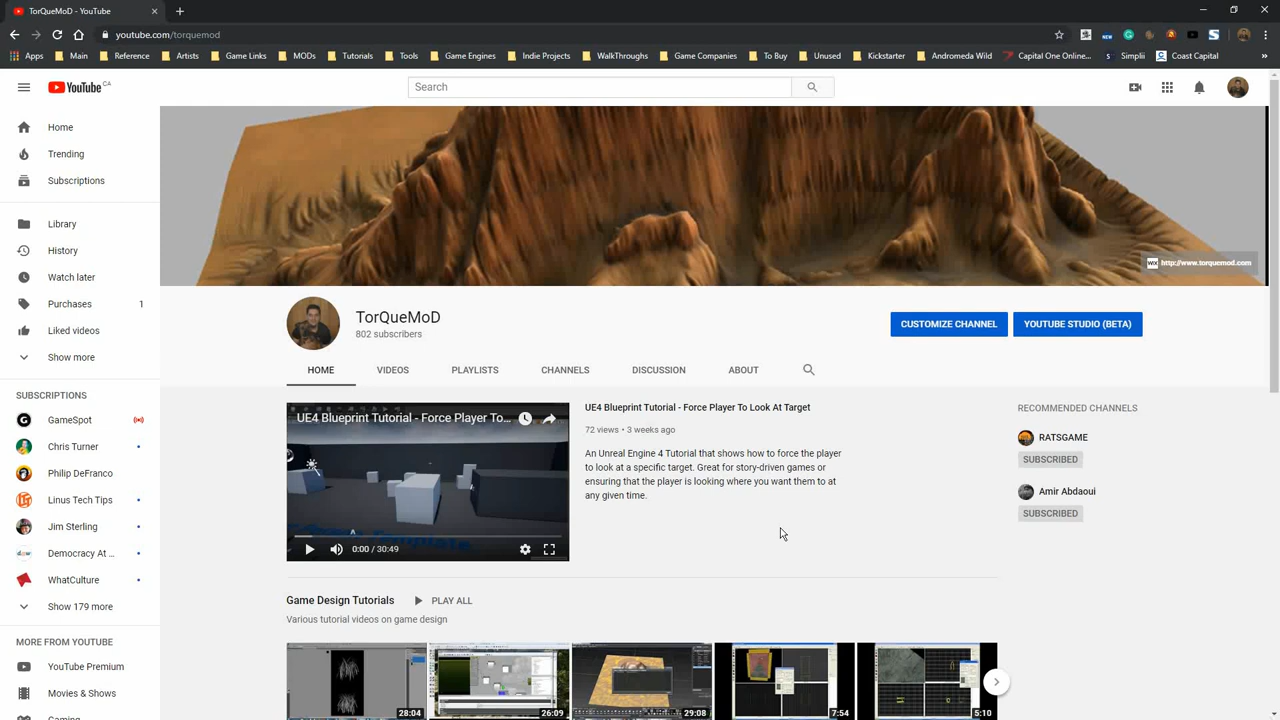 TorQueMoD - YouTube
youtube.com/torquemod
Apps
Main
Reference
Artists
Game Links
MODs
Tutorials
Tools
Game Engines
Indie Projects
WalkThroughs
Game Companies
To Buy
Unused
Kickstarter
Andromeda Wild
Capital One Online...
Simplii
Coast Capital
YouTube CA
Search
Home
Trending
Subscriptions
Library
History
Watch later
Purchases 1
Liked videos
Show more
SUBSCRIPTIONS
GameSpot
Chris Turner
Philip DeFranco
Linus Tech Tips
Jim Sterling
Democracy At ...
WhatCulture
Show 179 more
MORE FROM YOUTUBE
YouTube Premium
Movies & Shows
Gaming
WiX http://www.torquemod.com
TorQueMoD
802 subscribers
CUSTOMIZE CHANNEL
YOUTUBE STUDIO (BETA)
HOME
VIDEOS
PLAYLISTS
CHANNELS
DISCUSSION
ABOUT
UE4 Blueprint Tutorial - Force Player To...
0:00 / 30:49
UE4 Blueprint Tutorial - Force Player To Look At Target
72 views • 3 weeks ago
An Unreal Engine 4 Tutorial that shows how to force the player
to look at a specific target. Great for story-driven games or
ensuring that the player is looking where you want them to at
any given time.
RECOMMENDED CHANNELS
RATSGAME
SUBSCRIBED
Amir Abdaoui
SUBSCRIBED
Game Design Tutorials
PLAY ALL
Various tutorial videos on game design
28:04
26:09
29:08
7:54
5:10